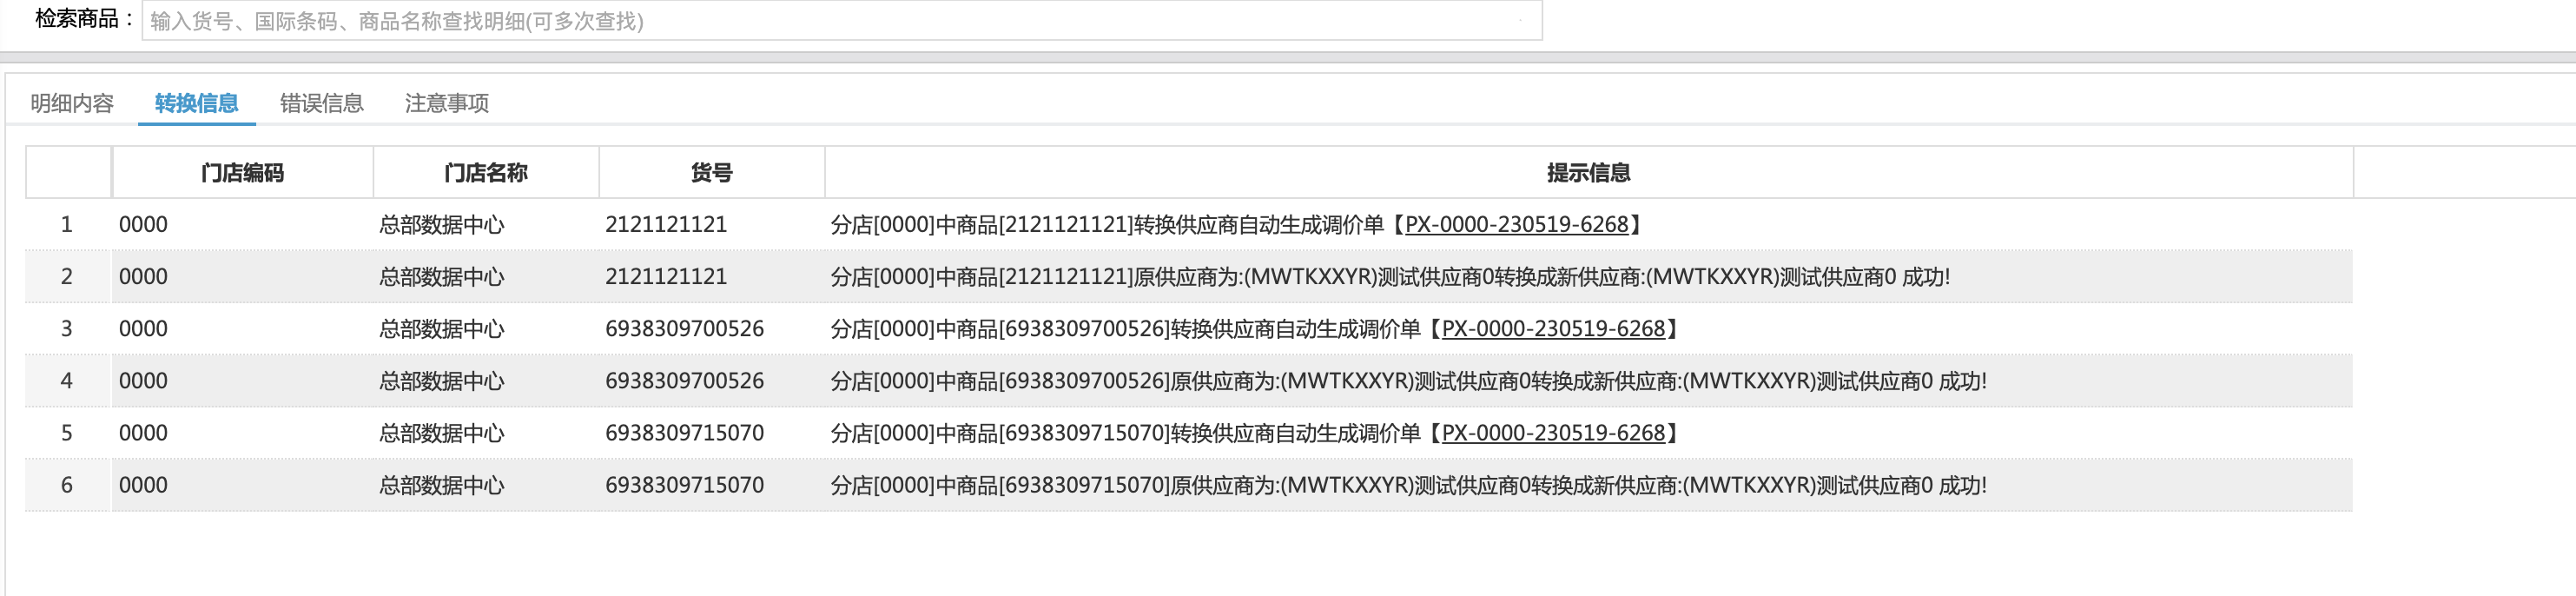 检索商品： 输入货号、国际条码、商品名称查找明细(可多次查找)
明细内容 转换信息 错误信息 注意事项
门店编码 门店名称 货号 提示信息
1 0000 总部数据中心 2121121121 分店[0000]中商品[2121121121]转换供应商自动生成调价单【PX-0000-230519-6268】
2 0000 总部数据中心 2121121121 分店[0000]中商品[2121121121]原供应商为:(MWTKXXYR)测试供应商0转换成新供应商:(MWTKXXYR)测试供应商0 成功!
3 0000 总部数据中心 6938309700526 分店[0000]中商品[6938309700526]转换供应商自动生成调价单【PX-0000-230519-6268】
4 0000 总部数据中心 6938309700526 分店[0000]中商品[6938309700526]原供应商为:(MWTKXXYR)测试供应商0转换成新供应商:(MWTKXXYR)测试供应商0 成功!
5 0000 总部数据中心 6938309715070 分店[0000]中商品[6938309715070]转换供应商自动生成调价单【PX-0000-230519-6268】
6 0000 总部数据中心 6938309715070 分店[0000]中商品[6938309715070]原供应商为:(MWTKXXYR)测试供应商0转换成新供应商:(MWTKXXYR)测试供应商0 成功!